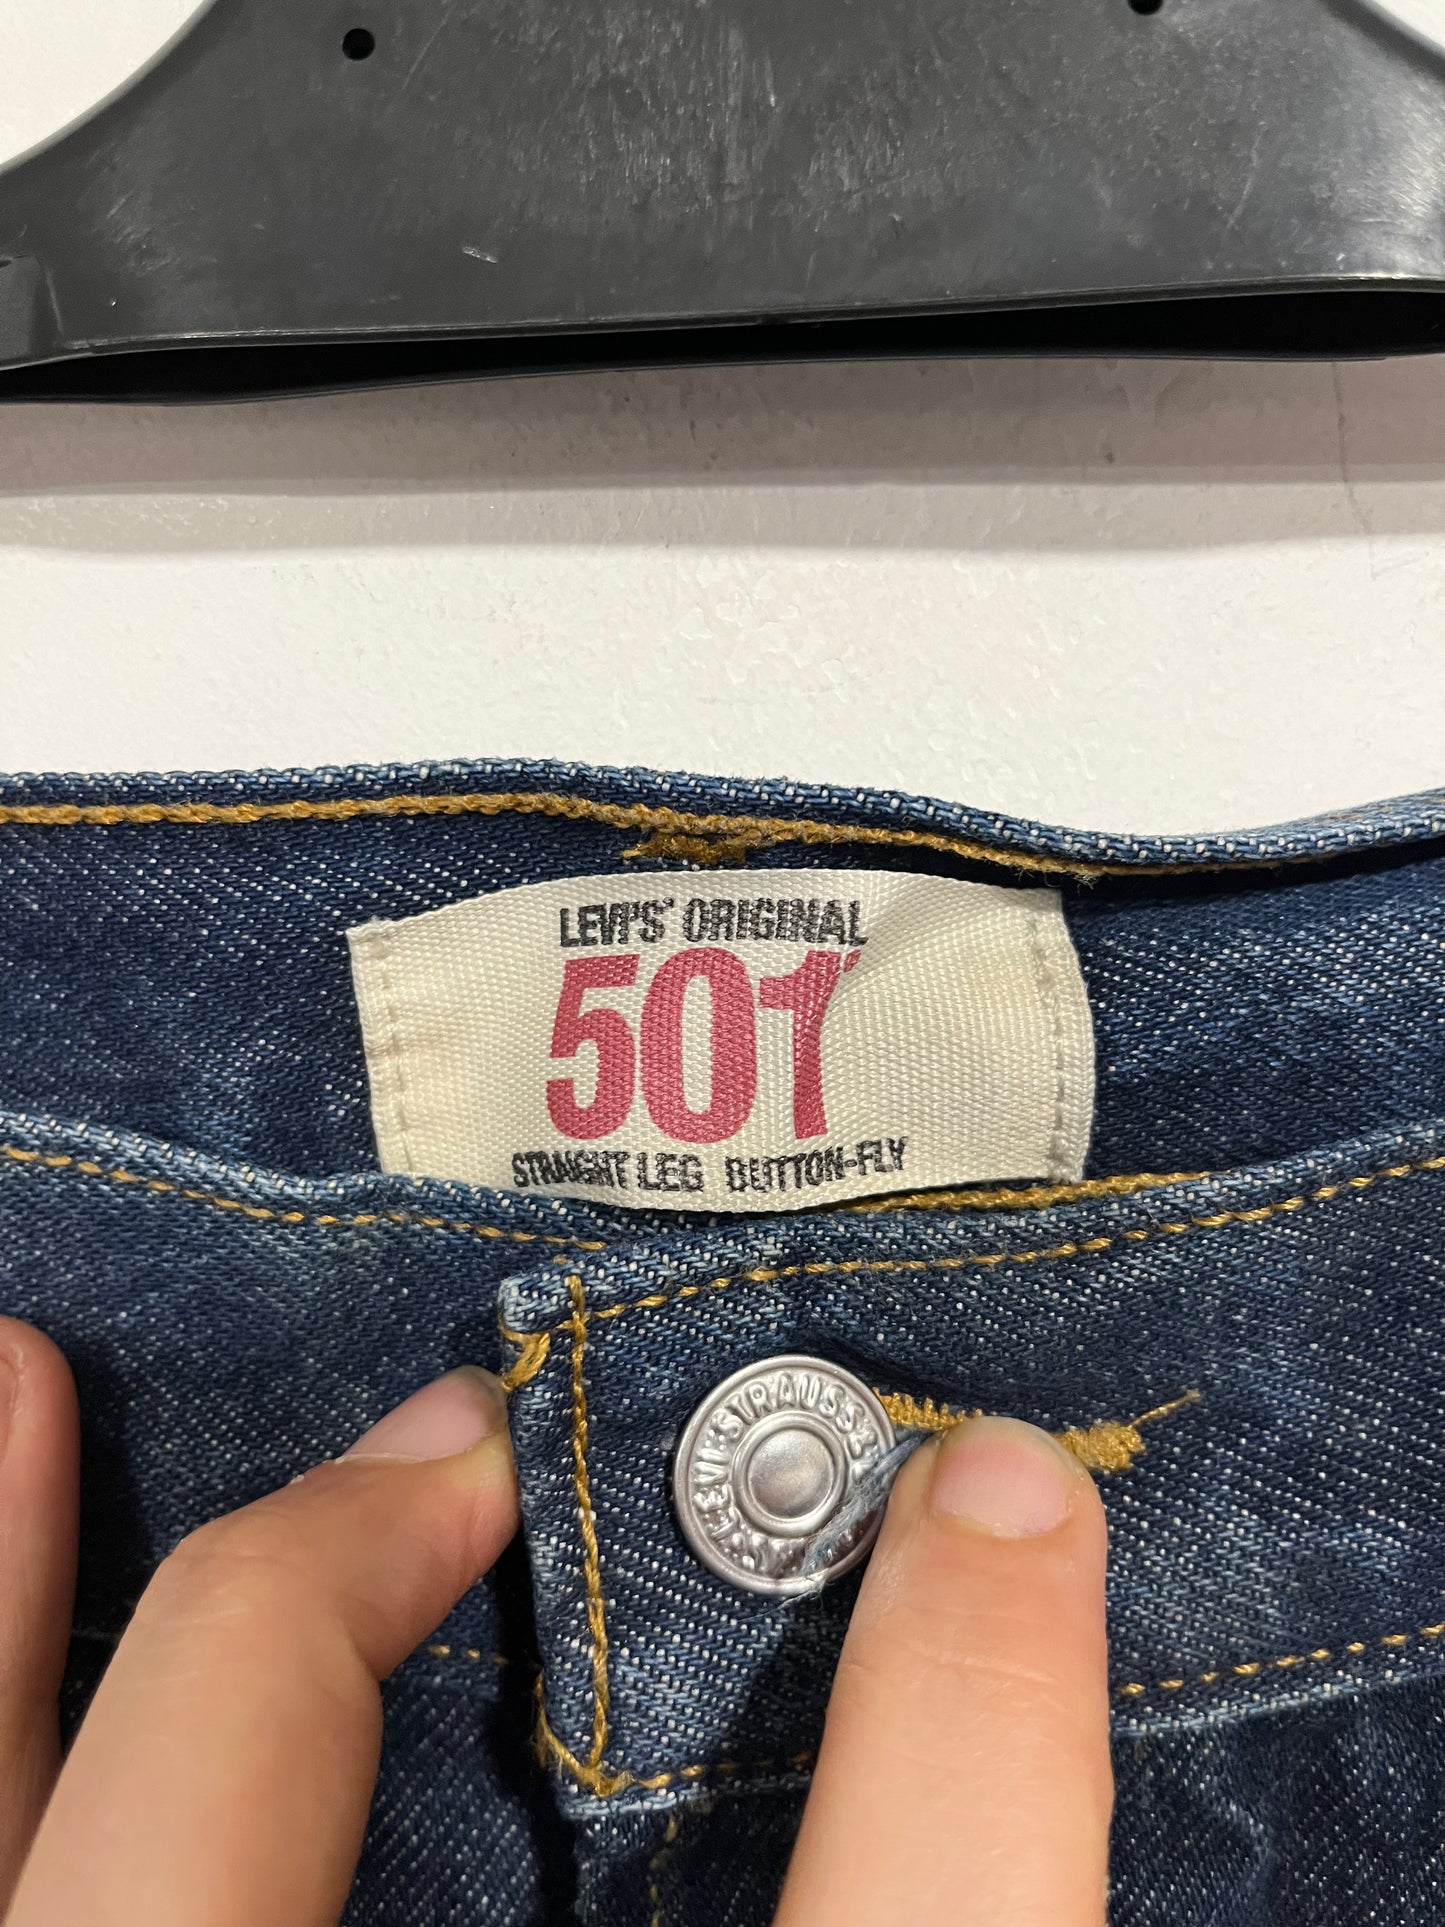 LEVI'S® ORIGINAL
501®
STRAIGHT LEG BUTTON-FLY
LEVI STRAUSS &